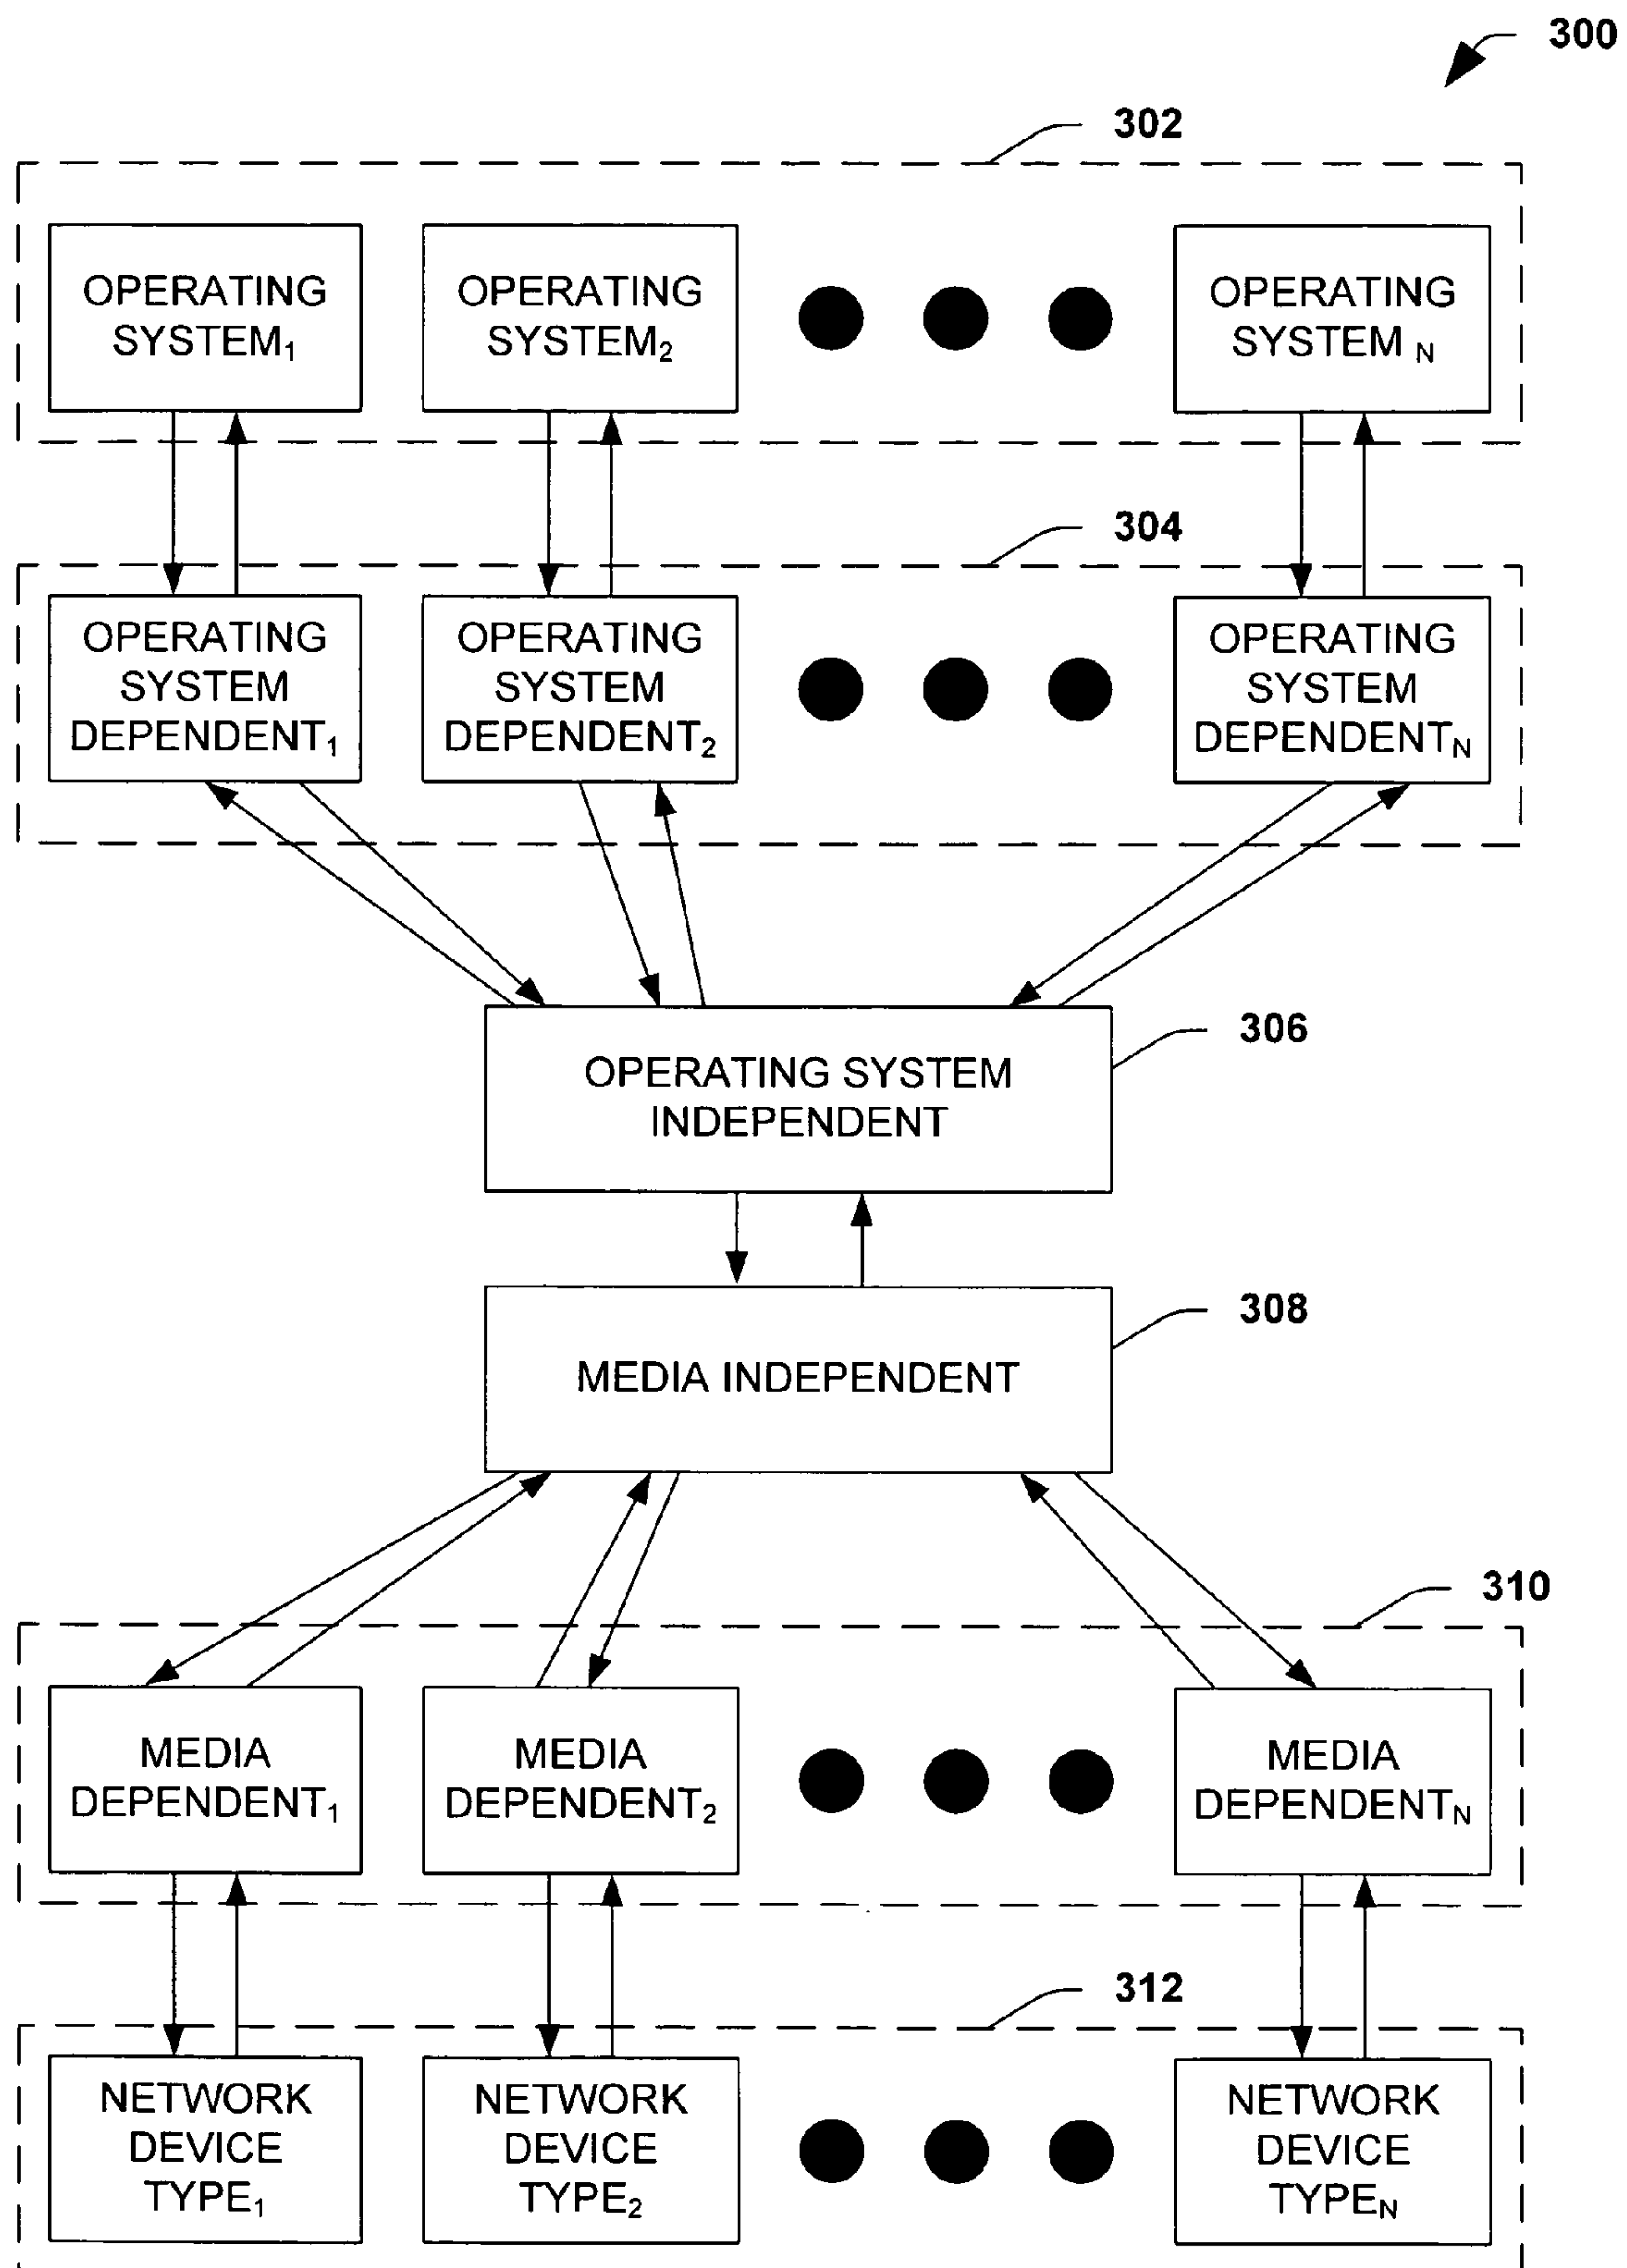 300
302
OPERATING
SYSTEM₁
OPERATING
SYSTEM₂
OPERATING
SYSTEM N
304
OPERATING
SYSTEM
DEPENDENT₁
OPERATING
SYSTEM
DEPENDENT₂
OPERATING
SYSTEM
DEPENDENTN
306
OPERATING SYSTEM
INDEPENDENT
308
MEDIA INDEPENDENT
310
MEDIA
DEPENDENT₁
MEDIA
DEPENDENT₂
MEDIA
DEPENDENTN
312
NETWORK
DEVICE
TYPE₁
NETWORK
DEVICE
TYPE₂
NETWORK
DEVICE
TYPEN